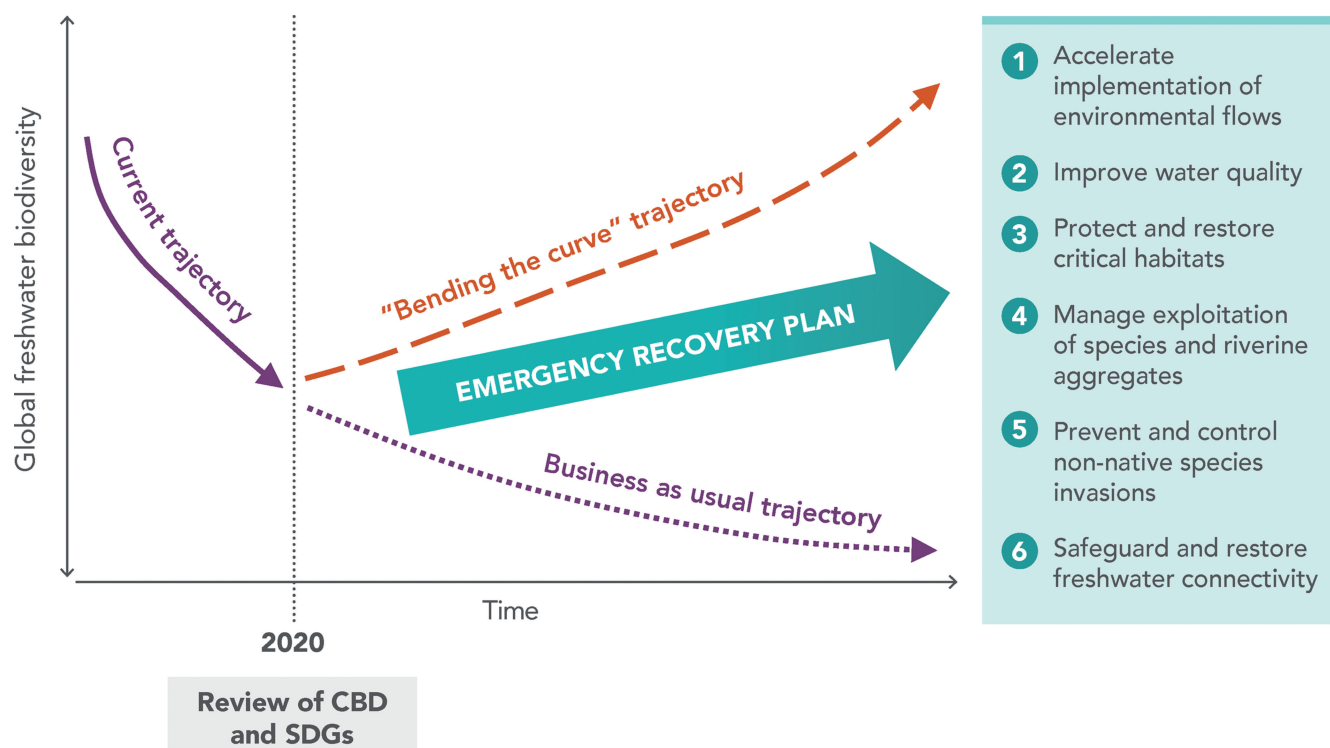 Global freshwater biodiversity
Current trajectory
“Bending the curve” trajectory
EMERGENCY RECOVERY PLAN
Business as usual trajectory
Time
2020
Review of CBD
and SDGs
1 Accelerate
implementation of
environmental flows
2 Improve water quality
3 Protect and restore
critical habitats
4 Manage exploitation
of species and riverine
aggregates
5 Prevent and control
non-native species
invasions
6 Safeguard and restore
freshwater connectivity